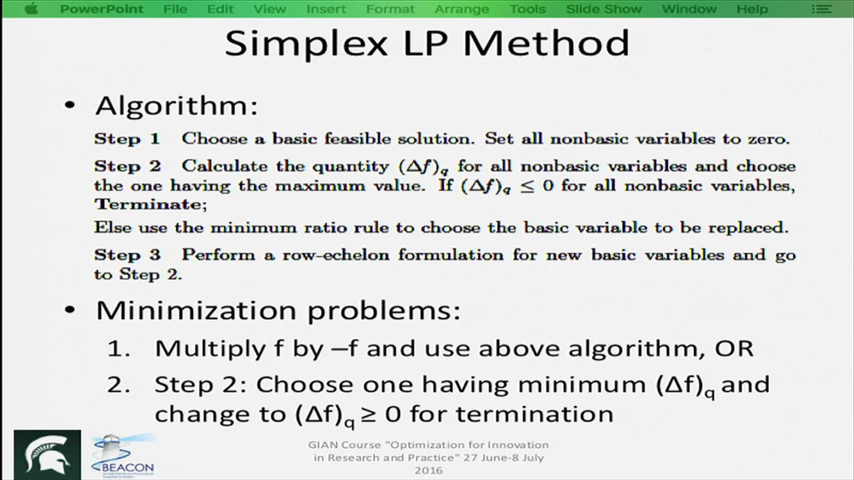 PowerPoint File Edit View Insert Format Arrange Tools Slide Show Window Help
Simplex LP Method
• Algorithm:
Step 1 Choose a basic feasible solution. Set all nonbasic variables to zero.
Step 2 Calculate the quantity (Δf)q for all nonbasic variables and choose
the one having the maximum value. If (Δf)q ≤ 0 for all nonbasic variables,
Terminate;
Else use the minimum ratio rule to choose the basic variable to be replaced.
Step 3 Perform a row-echelon formulation for new basic variables and go
to Step 2.
• Minimization problems:
1. Multiply f by –f and use above algorithm, OR
2. Step 2: Choose one having minimum (Δf)q and
change to (Δf)q ≥ 0 for termination
BEACON
GIAN Course "Optimization for Innovation
in Research and Practice" 27 June-8 July
2016